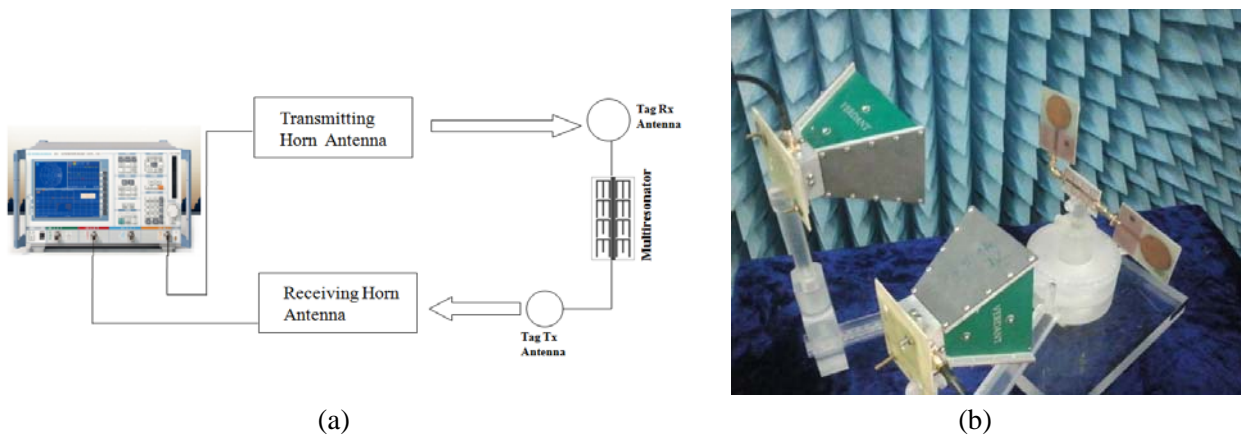 Transmitting
Horn Antenna
Tag Rx
Antenna
Multiresonator
Receiving Horn
Antenna
Tag Tx
Antenna
VERDANT
VERDANT
(a)
(b)